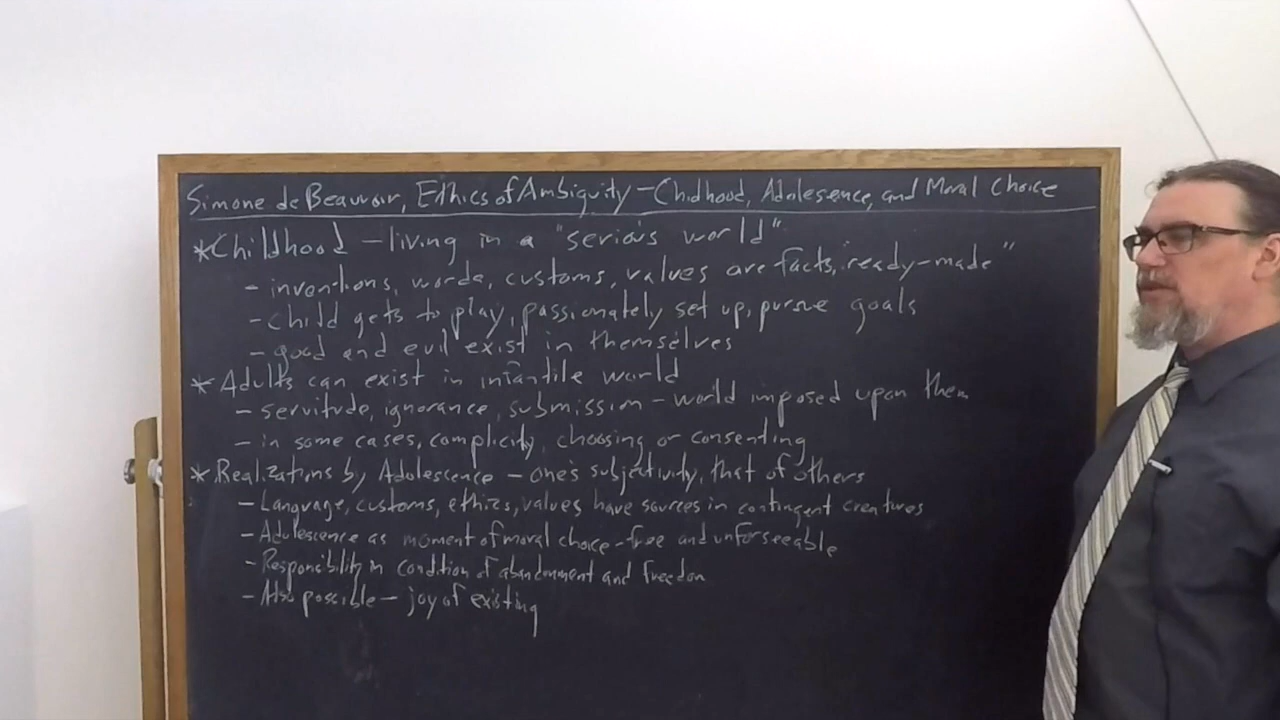 Simone de Beauvoir, Ethics of Ambiguity - Chidhood, Adolesence, and Moral Choice
* Childhood - living in a "serious world"
- inventions, words, customs, values are facts, ready-made"
- Child gets to play, passionately set up, pursue goals
- good and evil exist in themselves
* Adults can exist in infantile world
- servitude, ignorance, submission - world imposed upon them
- in some cases, complicity, choosing or consenting
* Realizations by Adolescence - one's subjectivity, that of others
- Language, customs, ethics, values have sources in contingent creatures
- Adolescence as moment of moral choice - free and unforseeable
- Responsibility in condition of abandonment and freedom
- Also possible - joy of existing